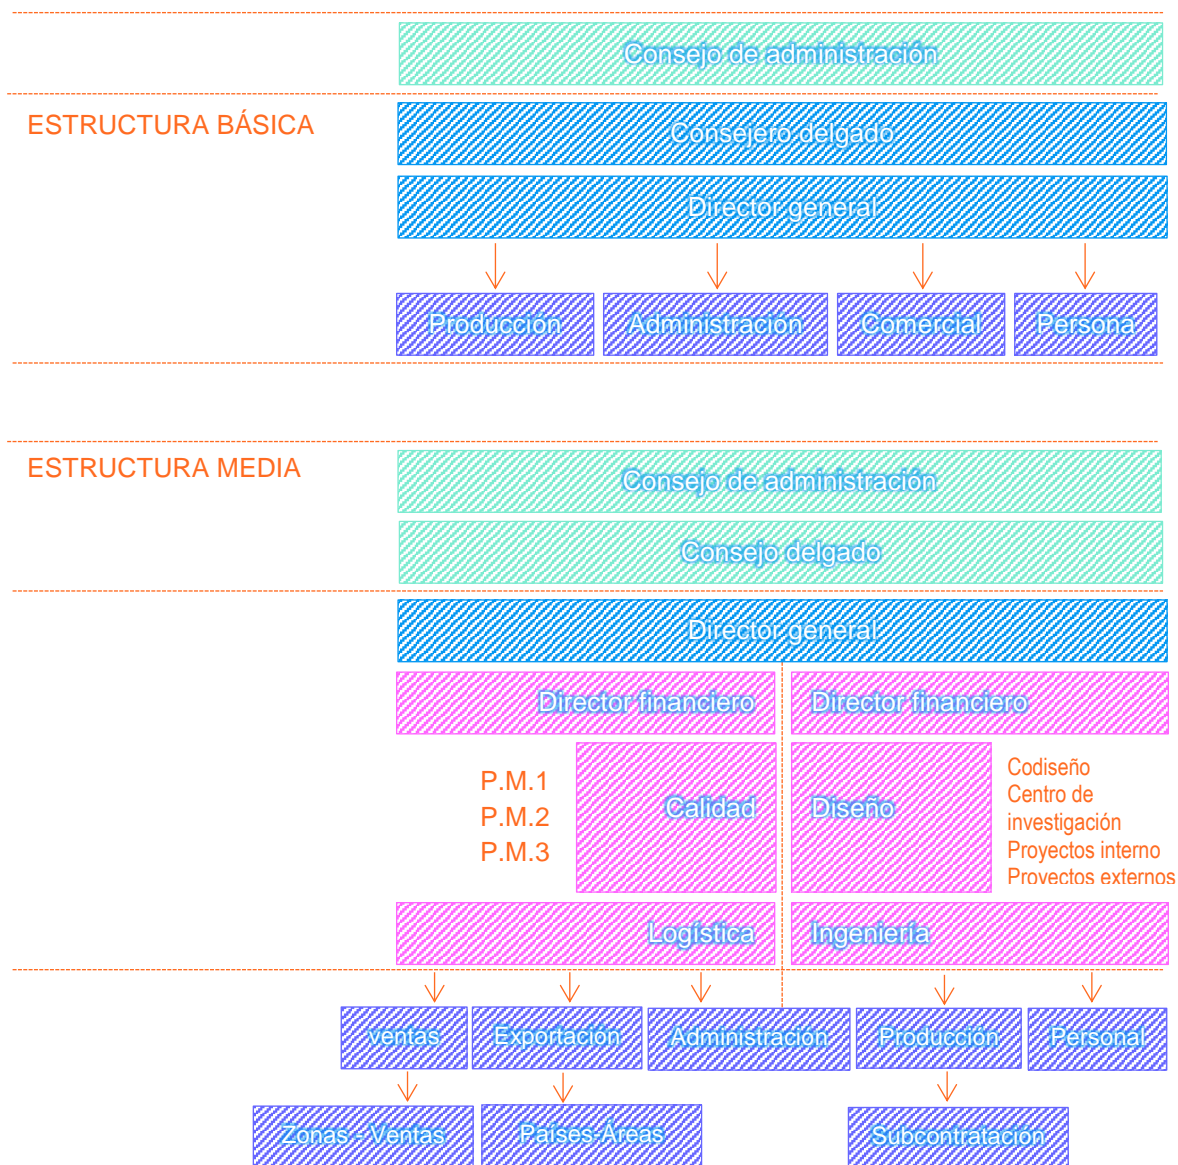 Consejo de administración
ESTRUCTURA BÁSICA
Consejero delgado
Director general
Producción
Administración
Comercial
Persona
ESTRUCTURA MEDIA
Consejo de administración
Consejo delgado
Director general
Director financiero
Director financiero
P.M.1
P.M.2
P.M.3
Calidad
Diseño
Codiseño
Centro de
investigación
Proyectos interno
Proyectos externos
Logística
Ingeniería
ventas
Exportación
Administración
Producción
Personal
Zonas - Ventas
Países-Áreas
Subcontratación